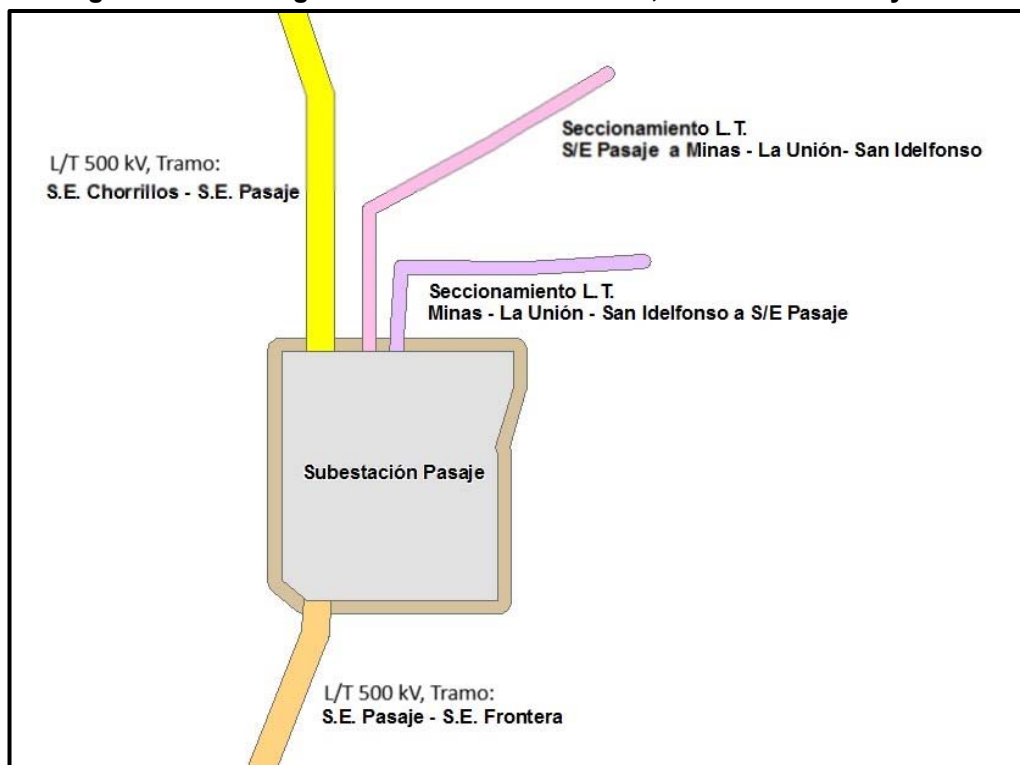 L/T 500 kV, Tramo:
S.E. Chorrillos - S.E. Pasaje
Seccionamiento L.T.
S/E Pasaje a Minas - La Unión- San Idelfonso
Seccionamiento L.T.
Minas - La Unión - San Idelfonso a S/E Pasaje
Subestación Pasaje
L/T 500 kV, Tramo:
S.E. Pasaje - S.E. Frontera